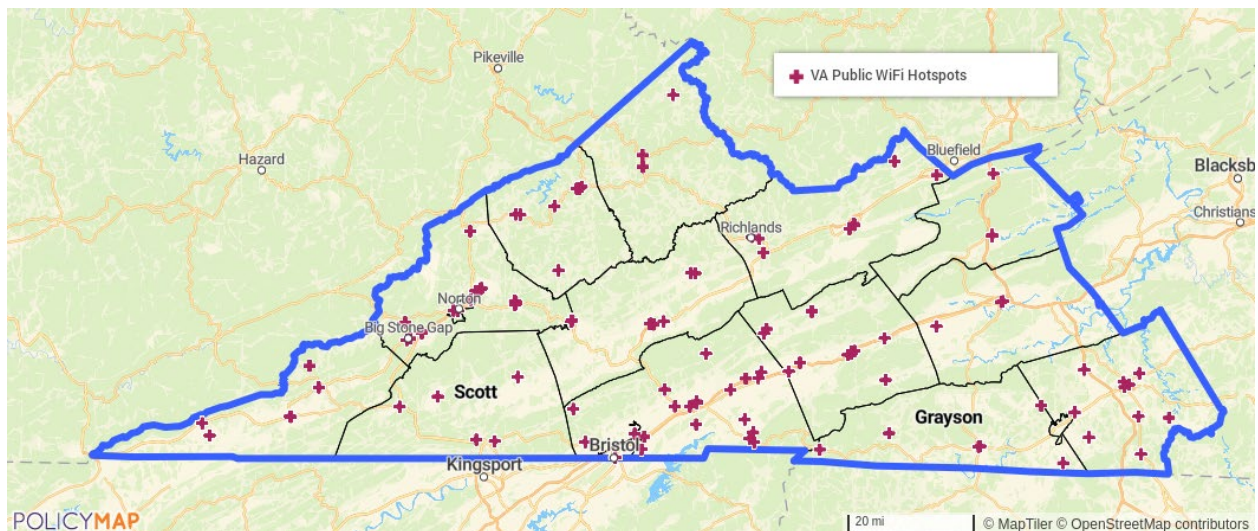 Pikeville
VA Public WiFi Hotspots
Hazard
Bluefield
Blacksb
Christians
Richlands
Norton
Big Stone Gap
Scott
Grayson
Bristol
Kingsport
POLICYMAP
20 mi
© MapTiler © OpenStreetMap contributors